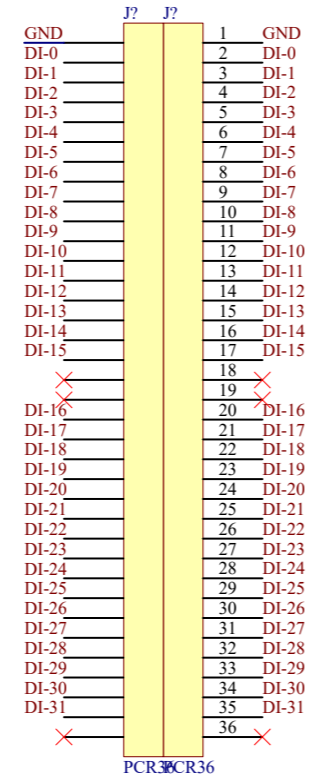 J? J?
GND 1 GND
DI-0 2 DI-0
DI-1 3 DI-1
DI-2 4 DI-2
DI-3 5 DI-3
DI-4 6 DI-4
DI-5 7 DI-5
DI-6 8 DI-6
DI-7 9 DI-7
DI-8 10 DI-8
DI-9 11 DI-9
DI-10 12 DI-10
DI-11 13 DI-11
DI-12 14 DI-12
DI-13 15 DI-13
DI-14 16 DI-14
DI-15 17 DI-15
18
19
DI-16 20 DI-16
DI-17 21 DI-17
DI-18 22 DI-18
DI-19 23 DI-19
DI-20 24 DI-20
DI-21 25 DI-21
DI-22 26 DI-22
DI-23 27 DI-23
DI-24 28 DI-24
DI-25 29 DI-25
DI-26 30 DI-26
DI-27 31 DI-27
DI-28 32 DI-28
DI-29 33 DI-29
DI-30 34 DI-30
DI-31 35 DI-31
36
PCR36 PCR36